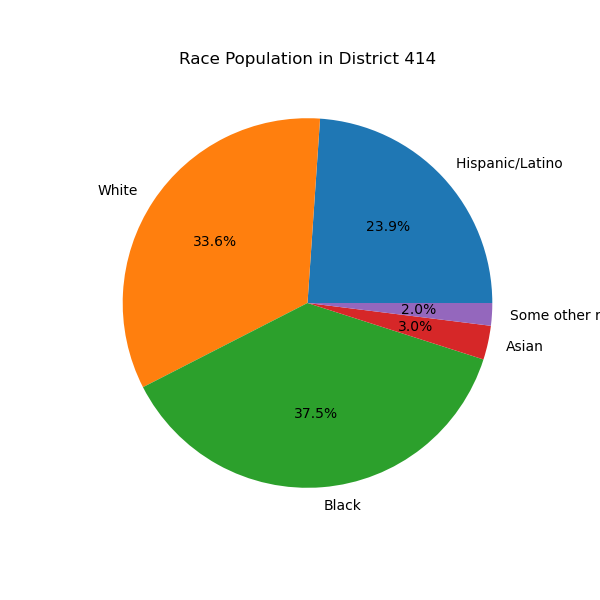 Race Population in District 414
Hispanic/Latino
White
23.9%
33.6%
2.0%
Some other
3.0%
Asian
37.5%
Black